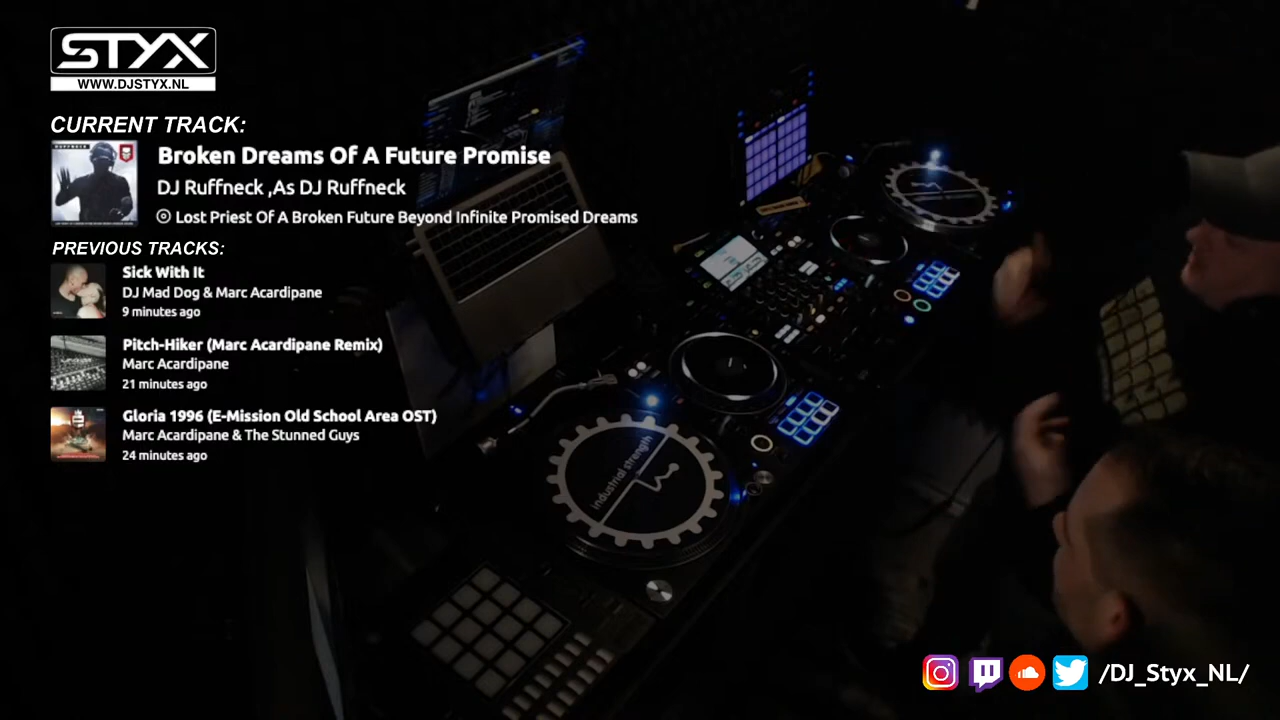 STYX
WWW.DJSTYX.NL
CURRENT TRACK:
Broken Dreams Of A Future Promise
DJ Ruffneck ,As DJ Ruffneck
Lost Priest Of A Broken Future Beyond Infinite Promised Dreams
PREVIOUS TRACKS:
Sick With It
DJ Mad Dog & Marc Acardipane
9 minutes ago
Pitch-Hiker (Marc Acardipane Remix)
Marc Acardipane
21 minutes ago
Gloria 1996 (E-Mission Old School Area OST)
Marc Acardipane & The Stunned Guys
24 minutes ago
industrial strength
/DJ_Styx_NL/